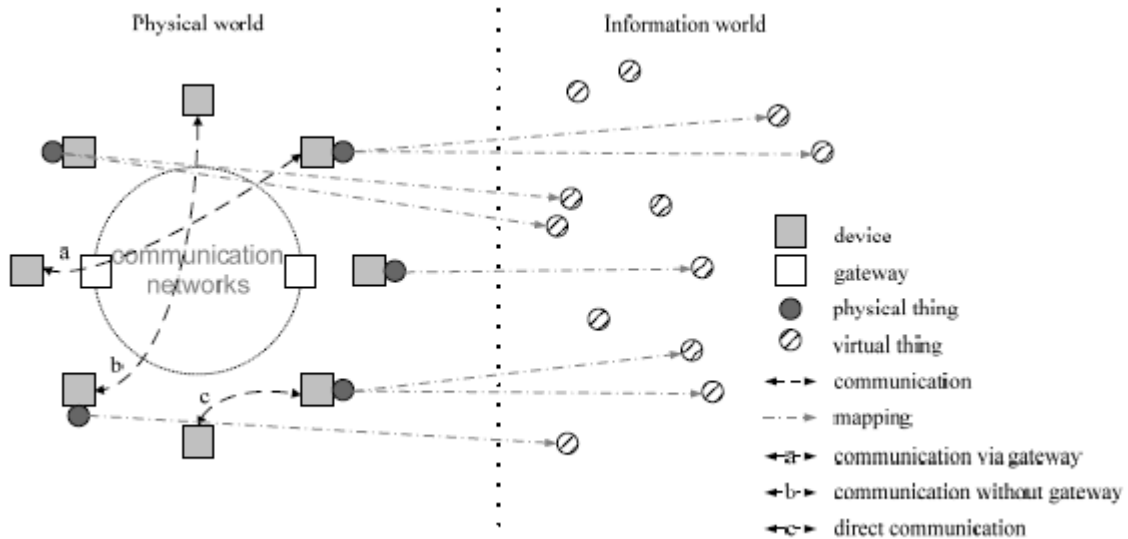 Physical world
Information world
a
communication
networks
b
c
device
gateway
physical thing
virtual thing
communication
mapping
a communication via gateway
b communication without gateway
c direct communication